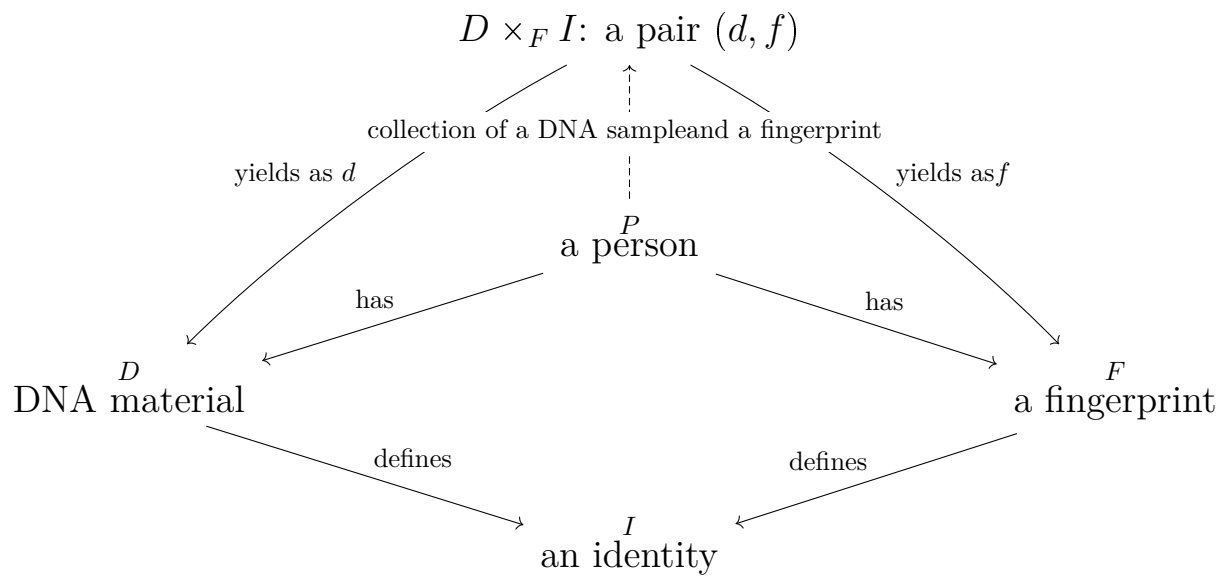 D ×_F I: a pair (d, f)
collection of a DNA sampleand a fingerprint
yields as d
yields asf
P
a person
has
has
D
DNA material
F
a fingerprint
defines
defines
I
an identity